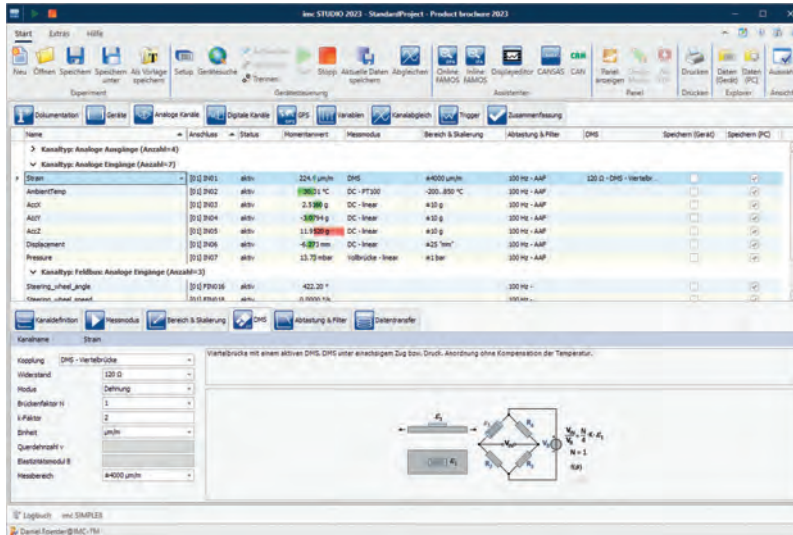 imc STUDIO 2023 - StandardProject - Product brochure 2023
Start Extras Hilfe
Neu Öffnen Speichern Speichern unter Als Vorlage speichern Setup Gerätesuche Trennen Stopp Aktuelle Daten speichern Abgleichen Online FAMOS Inline FAMOS Displayeditor CANSAS CAN Panel anzeigen Drucken Daten (Gerät) Daten (PC)
Experiment Gerätesteuerung Assistenten Panel Drucken Explorer Ansicht
Dokumentation Geräte Analoge Kanäle Digitale Kanäle GPS Variablen Kanalabgleich Trigger Zusammenfassung
Name Anschluss Status Momentanwert Messmodus Bereich & Skalierung Abtastung & Filter DMS Speichern (Gerät) Speichern (PC)
Kanaltyp: Analoge Ausgänge (Anzahl=4)
Kanaltyp: Analoge Eingänge (Anzahl=7)
Strain [01] IN01 aktiv 224.6 µm/m DMS ±4000 µm/m 100 Hz - AAF 120 Ω - DMS - Viertelbr...
AmbientTemp [01] IN02 aktiv °C DC - PT100 -200..850 °C 100 Hz - AAF
AccX [01] IN03 aktiv g DC - linear ±10 g 100 Hz - AAF
AccY [01] IN04 aktiv g DC - linear ±10 g 100 Hz - AAF
AccZ [01] IN05 aktiv g DC - linear ±10 g 100 Hz - AAF
Displacement [01] IN06 aktiv mm DC - linear ±25 "mm" 100 Hz - AAF
Pressure [01] IN07 aktiv 13.75 mbar Vollbrücke - linear ±1 bar 100 Hz - AAF
Kanaltyp: Feldbus: Analoge Eingänge (Anzahl=3)
Steering_wheel_angle [01] FIN016 aktiv 422.20 ° 100 Hz -
Steering_wheel_speed aktiv 100 Hz -
Kanaldefinition Messmodus Bereich & Skalierung DMS Abtastung & Filter Datentransfer
Kanalname Strain
Kopplung DMS - Viertelbrücke
Viertelbrücke mit einem aktiven DMS. DMS unter einachsigem Zug bzw. Druck. Anordnung ohne Kompensation der Temperatur.
Widerstand 120 Ω
Modus Dehnung
Brückenfaktor N 1
k-Faktor 2
Einheit µm/m
Querdehnzahl ν
Elastizitätsmodul E
Messbereich ±4000 µm/m
N = 1
Logbuch imc SIMPLEX